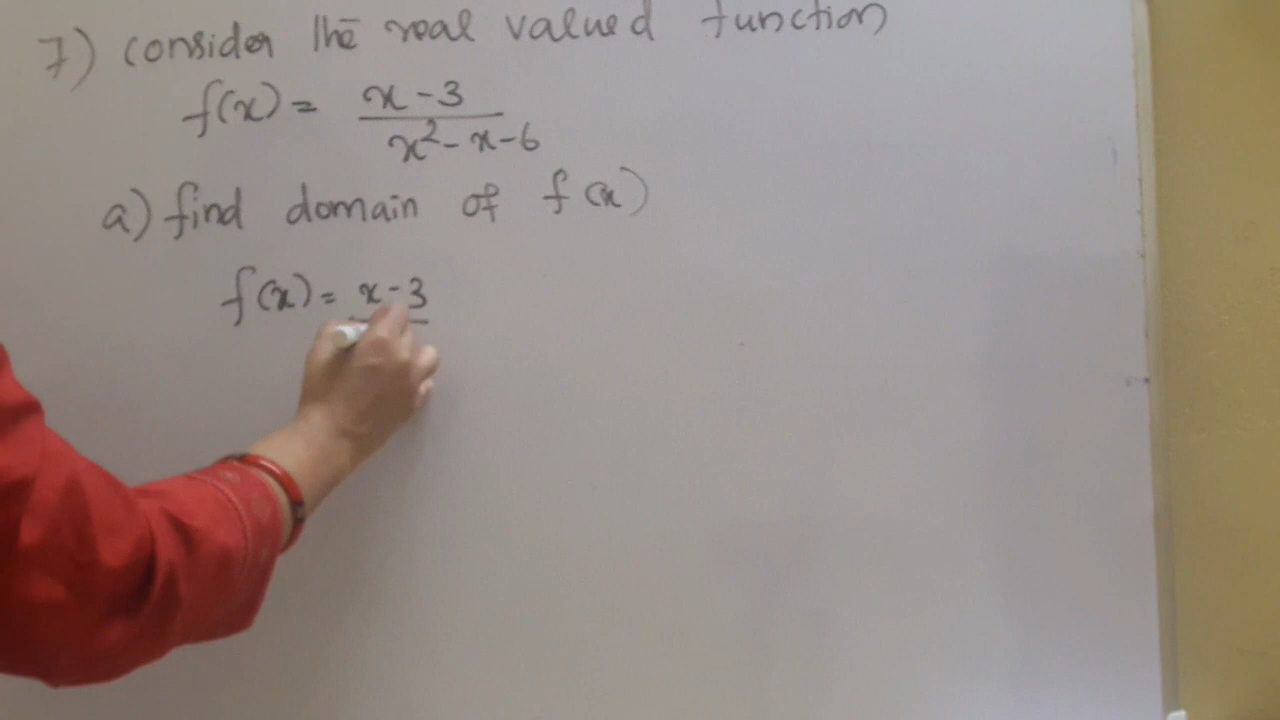 7) consider the real valued function
f(x) = x - 3 / x² - x - 6
a) find domain of f(x)
f(x) = x - 3